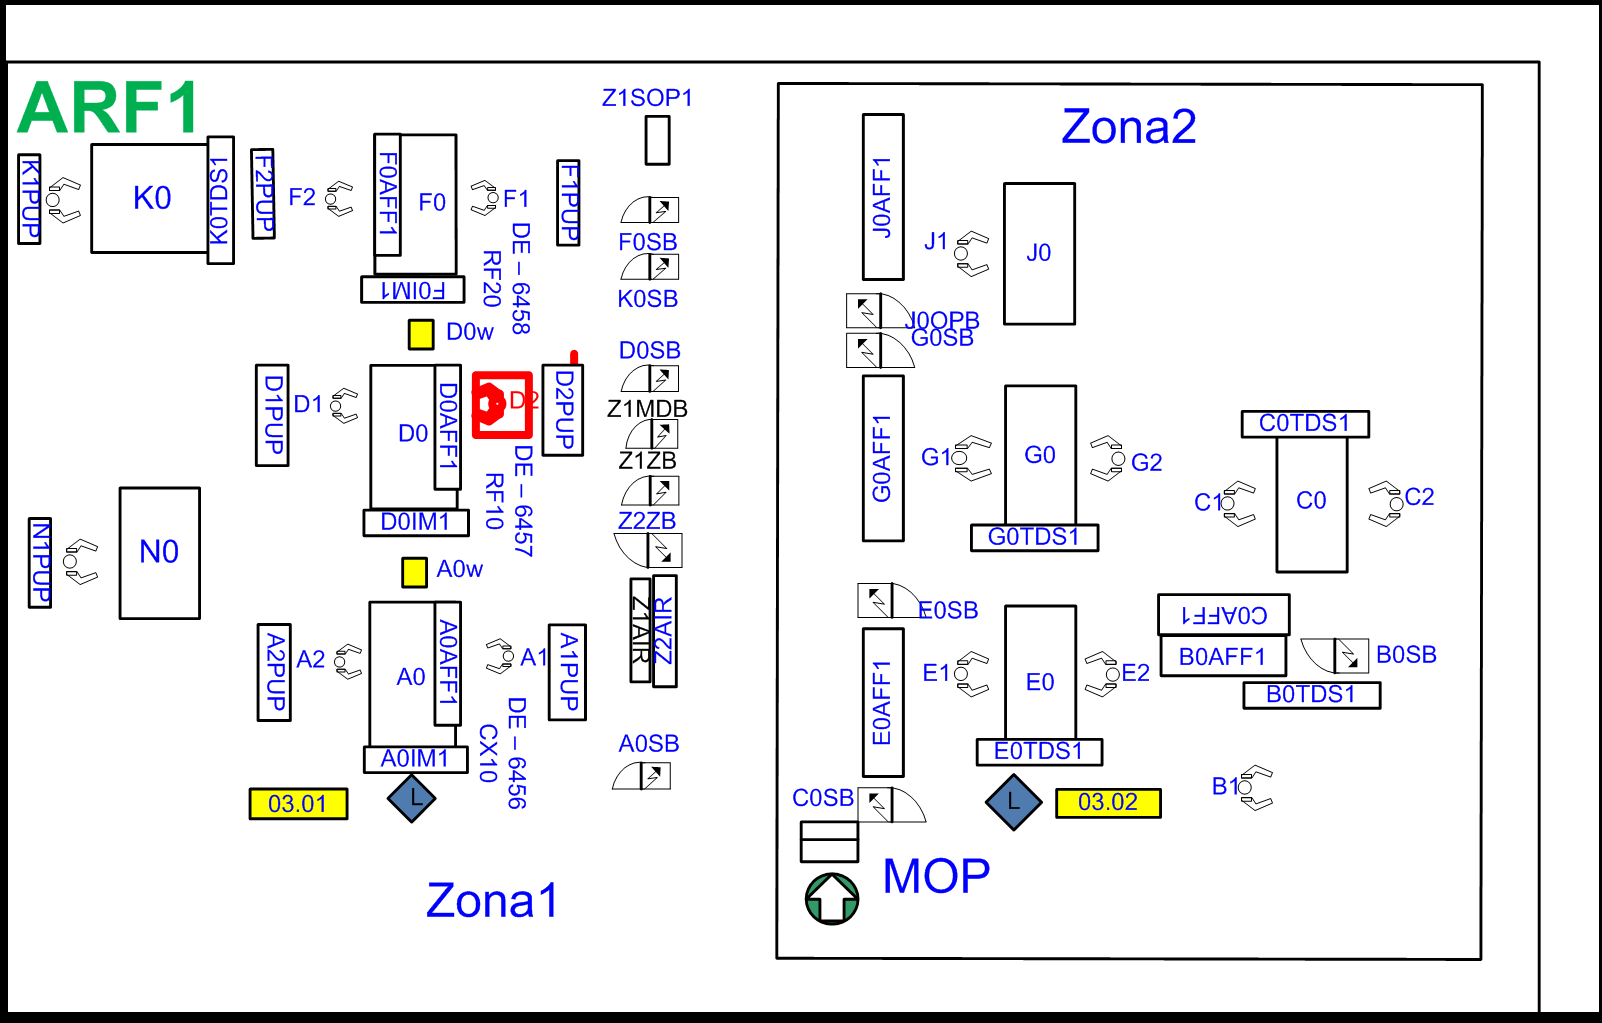 ARF1
Z1SOP1
Zona2
K1PUP
K0
K0TDS1
F2PUP
F2
F0AFF1
F0
F1
F1PUP
F0IM1
DE – 6458
RF20
F0SB
K0SB
J0AFF1
J1
J0
J0OPB
G0SB
D0w
D0SB
Z1MDB
Z1ZB
Z2ZB
D1PUP
D1
D0
D0AFF1
D2
D2PUP
D0IM1
DE – 6457
RF10
G0AFF1
G1
G0
G2
G0TDS1
C0TDS1
C1
C0
C2
N1PUP
N0
A0w
Z1AIR
Z2AIR
E0SB
C0AFF1
B0AFF1
B0SB
B0TDS1
A2PUP
A2
A0
A0AFF1
A1
A1PUP
A0IM1
DE – 6456
CX10
A0SB
E0AFF1
E1
E0
E2
E0TDS1
03.01
L
C0SB
L
03.02
B1
MOP
Zona1